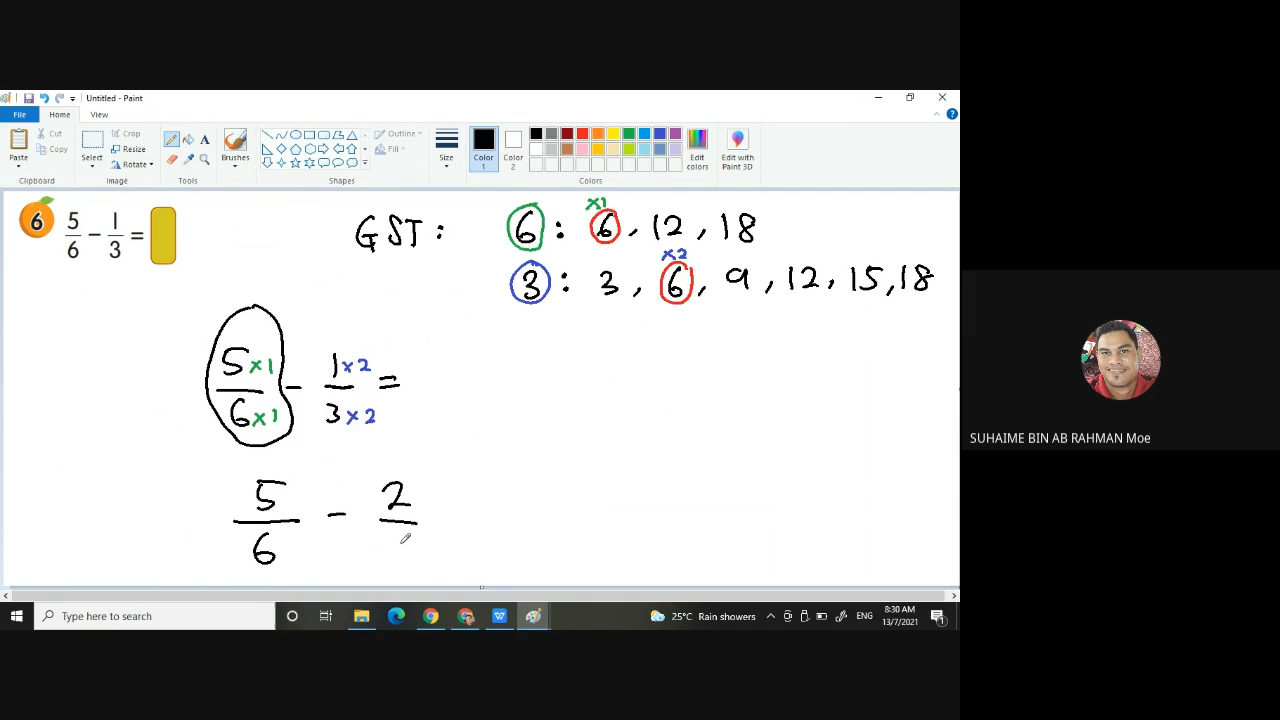 Untitled - Paint
File Home View
Cut
Copy
Paste
Clipboard
Select
Crop
Resize
Rotate
Image
Tools
Brushes
Shapes
Outline
Fill
Size
Color 1
Color 2
Colors
Edit colors
Edit with Paint 3D
6 5/6 - 1/3 =
GST :
×1
6 : 6, 12, 18
×2
3 : 3, 6, 9, 12, 15, 18
5×1/6×1 - 1×2/3×2 =
5/6 - 2/
SUHAIME BIN AB RAHMAN Moe
Type here to search
25°C Rain showers
ENG
8:30 AM
13/7/2021
1